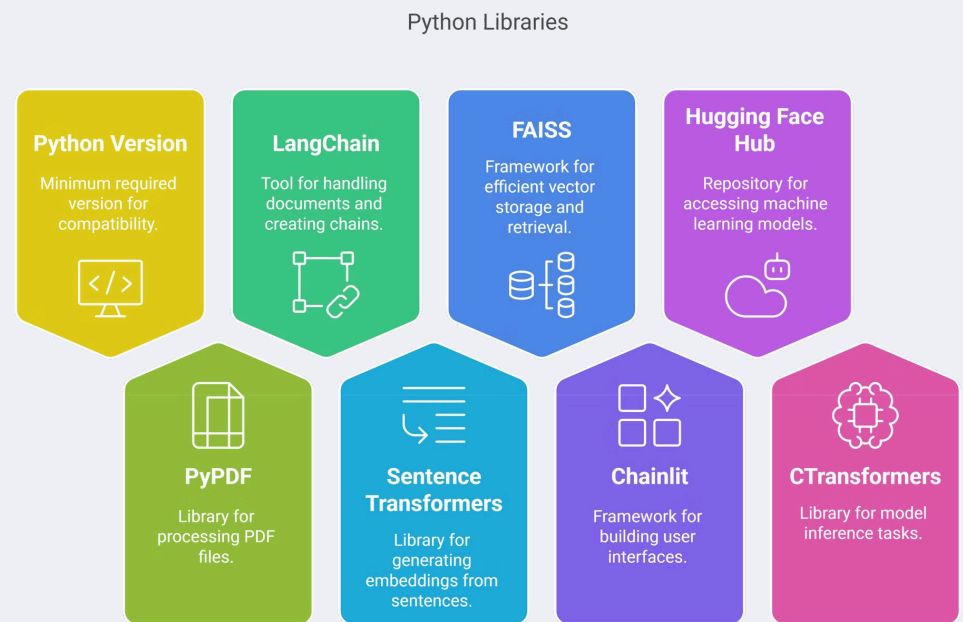 Python Libraries
Python Version
Minimum required
version for
compatibility.
LangChain
Tool for handling
documents and
creating chains.
FAISS
Framework for
efficient vector
storage and
retrieval.
Hugging Face
Hub
Repository for
accessing machine
learning models.
PyPDF
Library for
processing PDF
files.
Sentence
Transformers
Library for
generating
embeddings from
sentences.
Chainlit
Framework for
building user
interfaces.
CTransformers
Library for model
inference tasks.